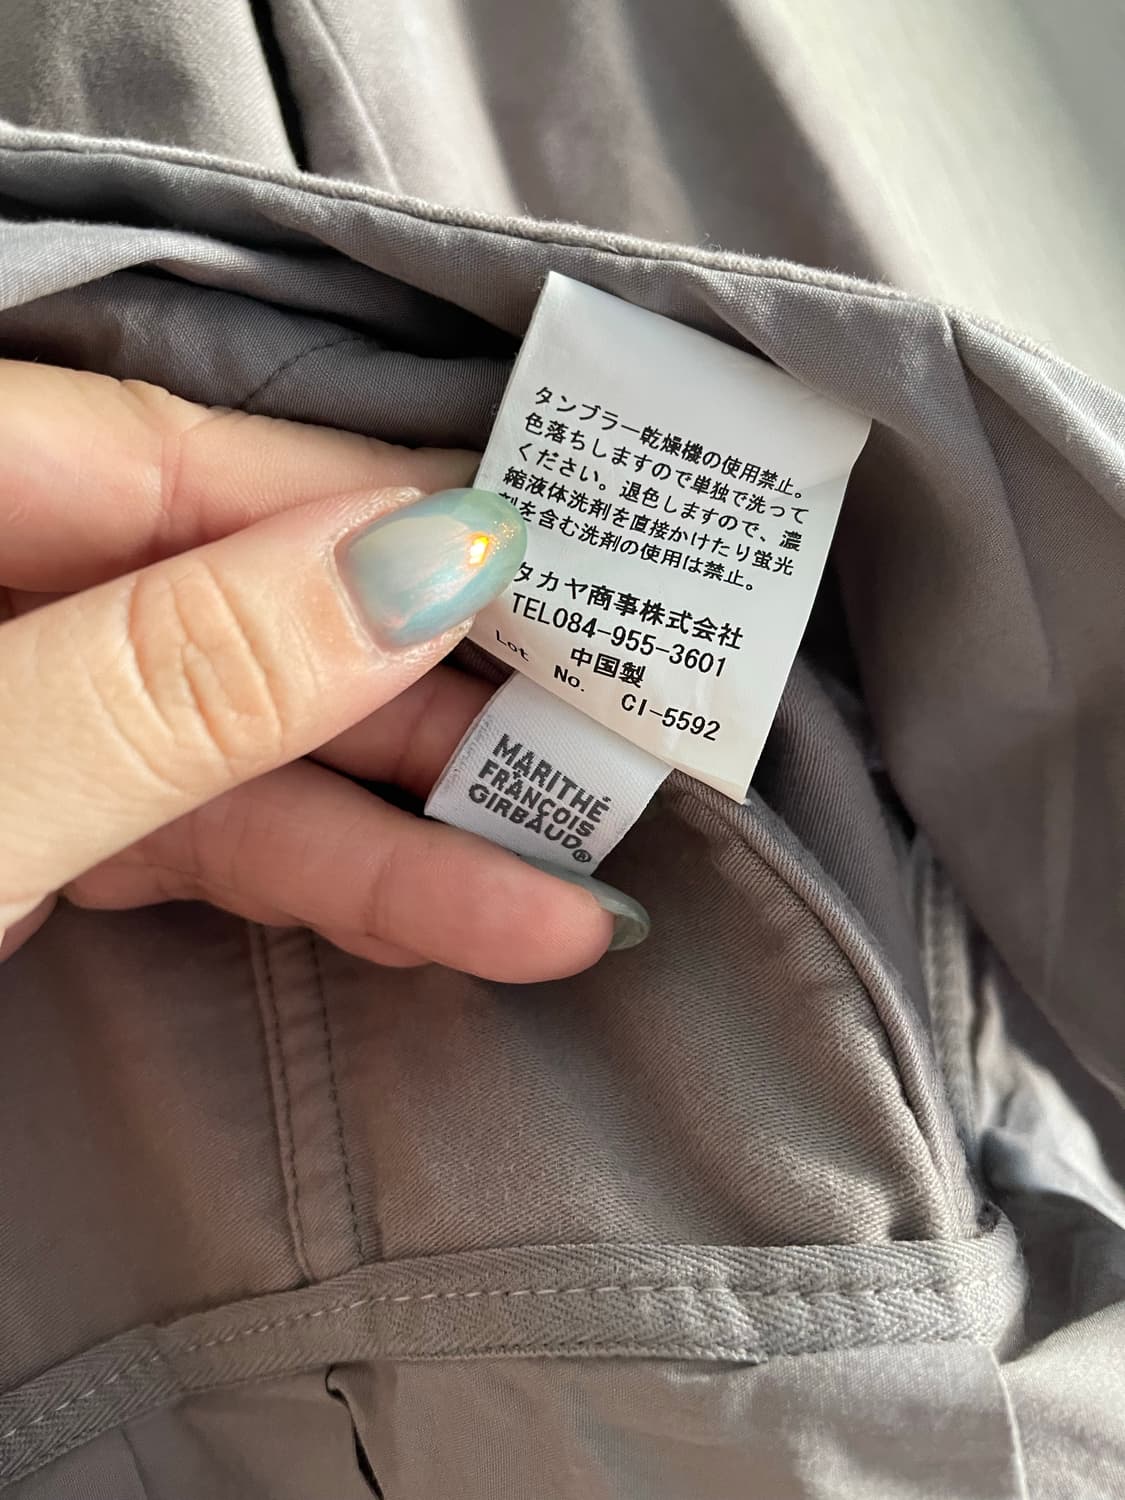 タンブラー乾燥機の使用禁止。
色落ちしますので単独で洗って
ください。退色しますので、濃
縮液体洗剤を直接かけたり蛍光
剤を含む洗剤の使用は禁止。
タカヤ商事株式会社
TEL084-955-3601
中国製
Lot No. CI-5592
MARITHÉ
FRANÇOIS
GIRBAUD®